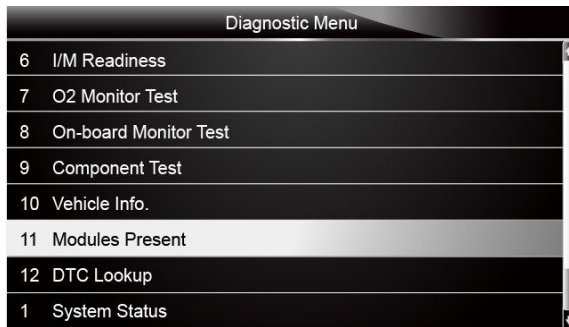 Diagnostic Menu
6 I/M Readiness
7 O2 Monitor Test
8 On-board Monitor Test
9 Component Test
10 Vehicle Info.
11 Modules Present
12 DTC Lookup
1 System Status